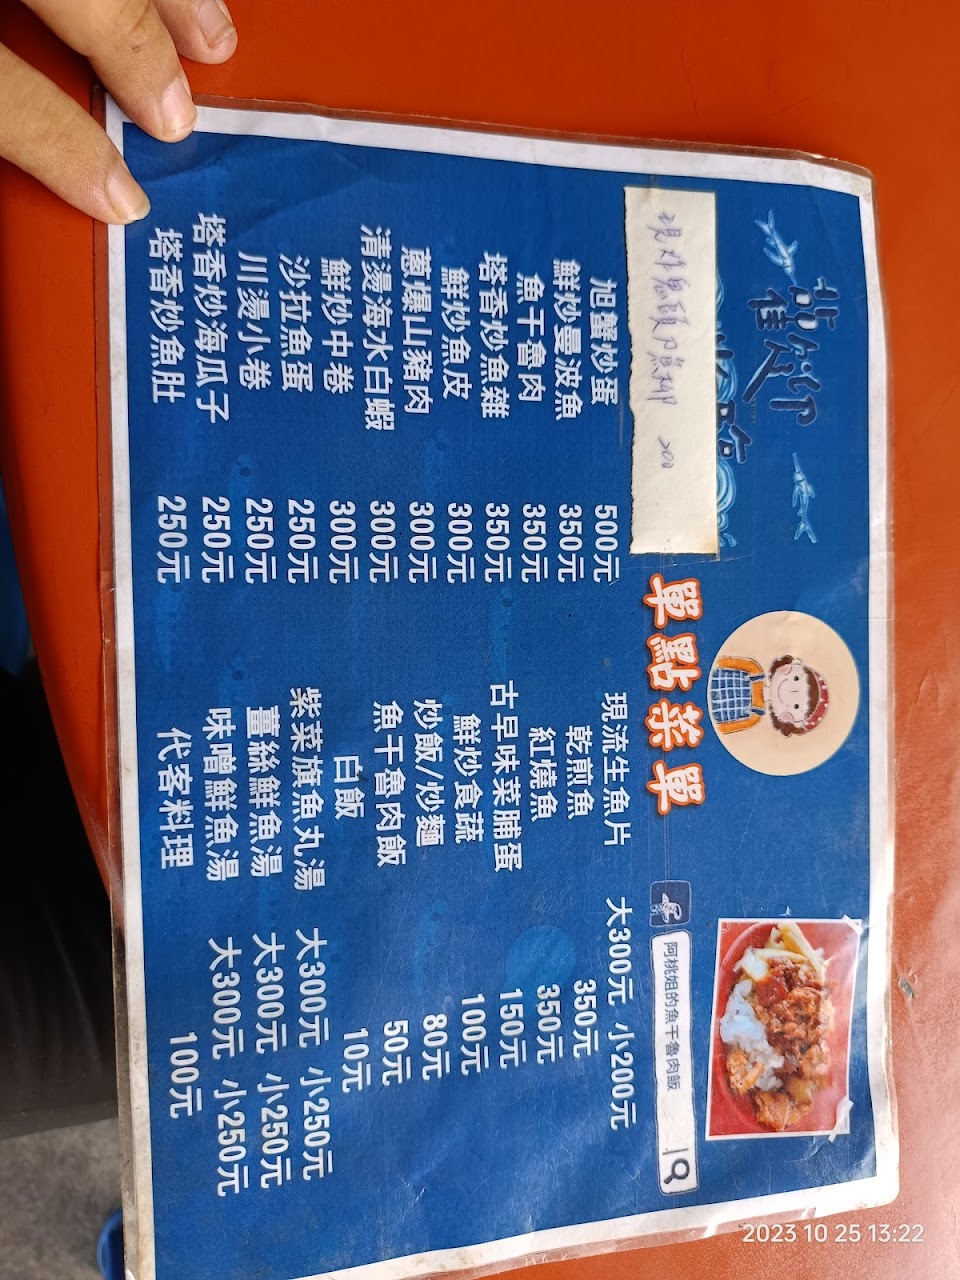 單點菜單
阿桃姐的魚干魯肉飯
現炸鬼頭刀魚柳 200
旭蟹炒蛋 500元
鮮炒曼波魚 350元
魚干魯肉 350元
塔香炒魚雜 350元
鮮炒魚皮 300元
蔥爆山豬肉 300元
清燙海水白蝦 300元
鮮炒中卷 300元
沙拉魚蛋 250元
川燙小卷 250元
塔香炒海瓜子 250元
塔香炒魚肚 250元
現流生魚片 大300元 小200元
乾煎魚 350元
紅燒魚 350元
古早味菜脯蛋 150元
鮮炒食蔬 100元
炒飯/炒麵 80元
魚干魯肉飯 50元
白飯 10元
紫菜旗魚丸湯 大300元 小250元
薑絲鮮魚湯 大300元 小250元
味噌鮮魚湯 大300元 小250元
代客料理 100元
2023 10 25 13:22